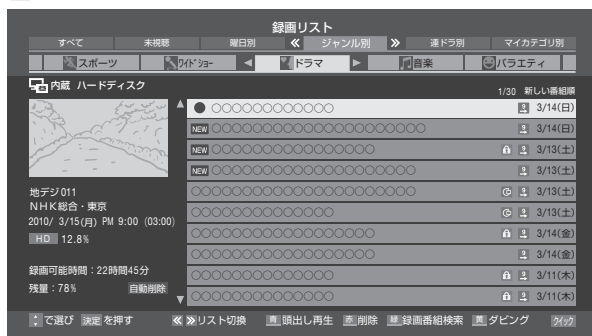 録画リスト
すべて 未視聴 曜日別 ≪ ジャンル別 ≫ 連ドラ別 マイカテゴリ別
スポーツ ワイドショー ◀ ドラマ ▶ 音楽 バラエティ
内蔵 ハードディスク 1/30 新しい番組順
● ○○○○○○○○○○○○ 3/14(日)
NEW ○○○○○○○○○○○○○○○○○○○○○ 3/14(日)
NEW ○○○○○○○○○○○○○○○○ 3/13(土)
NEW ○○○○○○○○○○○○○○○○○○○○ 3/13(土)
○○○○○○○○○○○○○○○○○○○○○○ 3/13(土)
○○○○○○○○○○○○○○ 3/13(土)
○○○○○○○○○○○○○○○○○○ 3/14(金)
○○○○○○○○○○○○○○○○○○ 3/14(金)
○○○○○○○○○○○○○○ 3/11(木)
○○○○○○○○○○○○○○○○○○ 3/11(木)
地デジ011
NHK総合・東京
2010/ 3/15(月) PM 9:00 (03:00)
HD 12.8%
録画可能時間：22時間45分
残量：78% 自動削除
で選び 決定 を押す ≪ ≫リスト切換 青 頭出し再生 赤 削除 緑 録画番組検索 黄 ダビング クイック